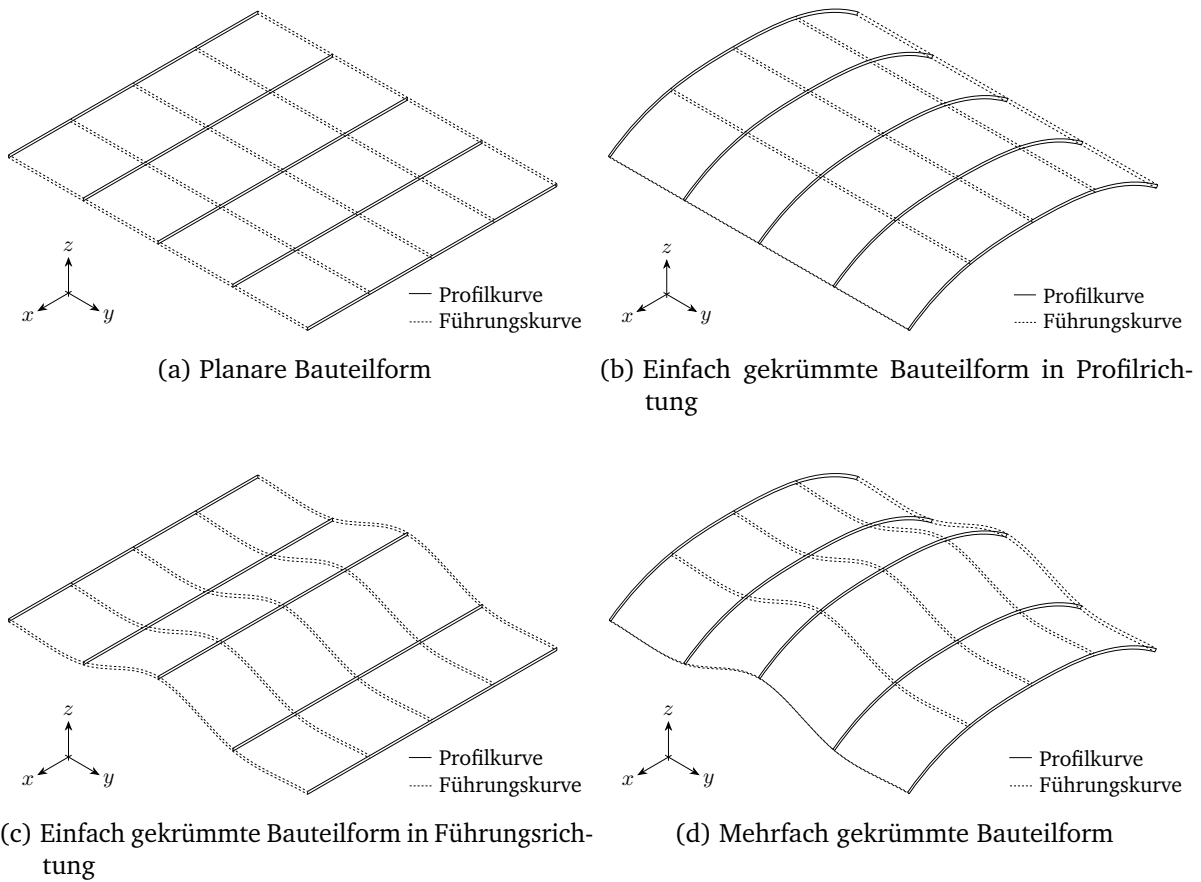 z
x
y
Profilkurve
Führungskurve
(a) Planare Bauteilform
z
x
y
Profilkurve
Führungskurve
(b) Einfach gekrümmte Bauteilform in Profilrich-
tung
z
x
y
Profilkurve
Führungskurve
(c) Einfach gekrümmte Bauteilform in Führungsrich-
tung
z
x
y
Profilkurve
Führungskurve
(d) Mehrfach gekrümmte Bauteilform